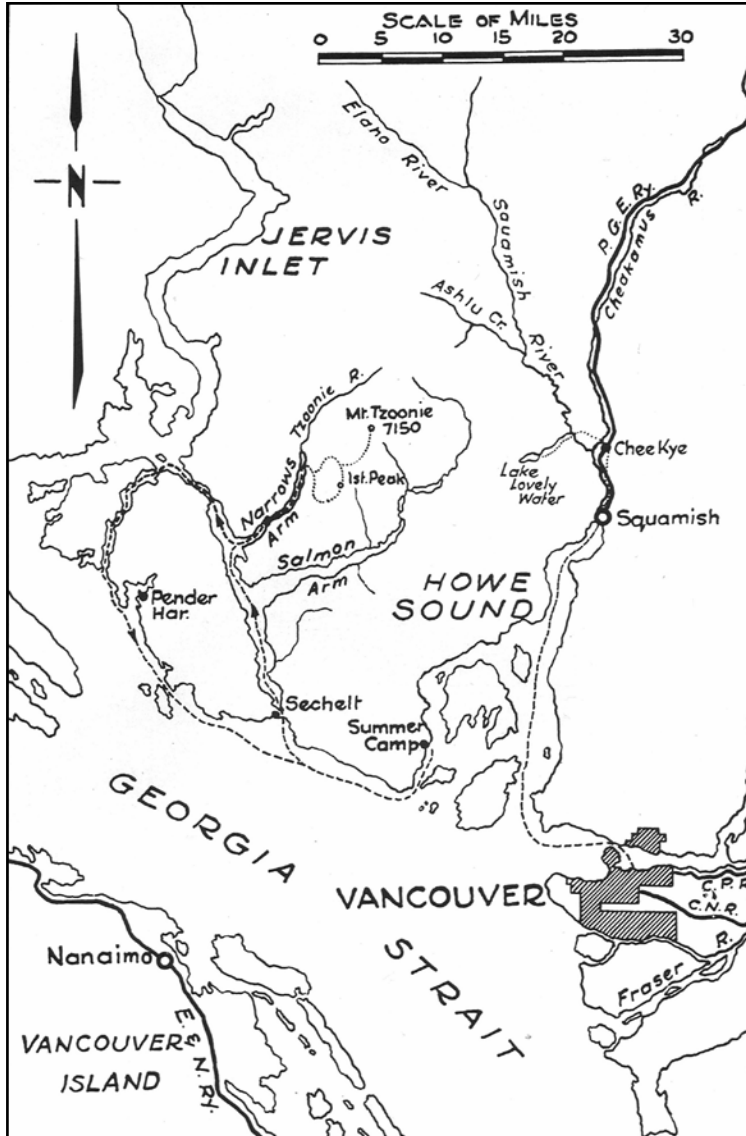 SCALE OF MILES
0 5 10 15 20 30
N
Elaho River
Squamish River
P. G. E. Ry.
Cheakamus R.
JERVIS
INLET
Ashlu Cr.
Tzoonie R.
Mt. Tzoonie
7150
1st. Peak
Narrows
Arm
CheeKye
Lake
Lovely
Water
Squamish
Salmon
Arm
HOWE
SOUND
Pender
Har.
Sechelt
Summer
Camp
GEORGIA
STRAIT
VANCOUVER
C. P. R.
C. N. R.
Fraser R.
Nanaimo
VANCOUVER
ISLAND
E. & N. Ry.